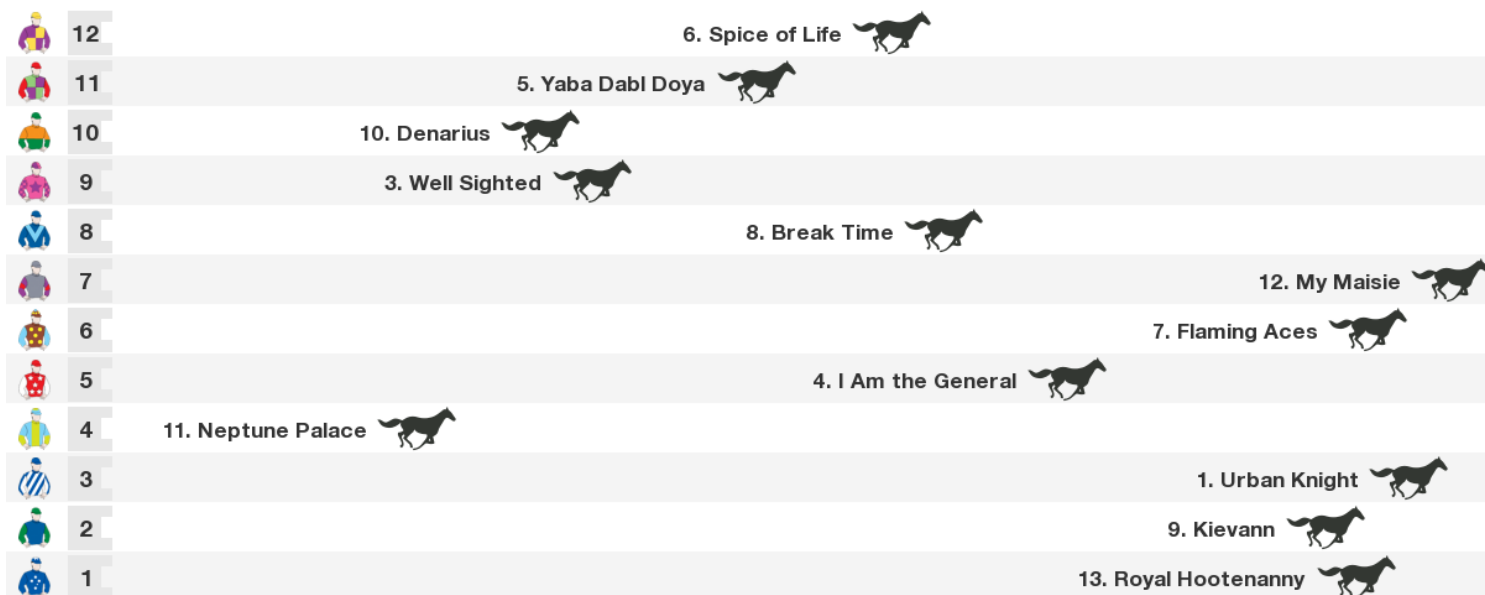 12 6. Spice of Life
11 5. Yaba Dabl Doya
10 10. Denarius
9 3. Well Sighted
8 8. Break Time
7 12. My Maisie
6 7. Flaming Aces
5 4. I Am the General
4 11. Neptune Palace
3 1. Urban Knight
2 9. Kievann
1 13. Royal Hootenanny